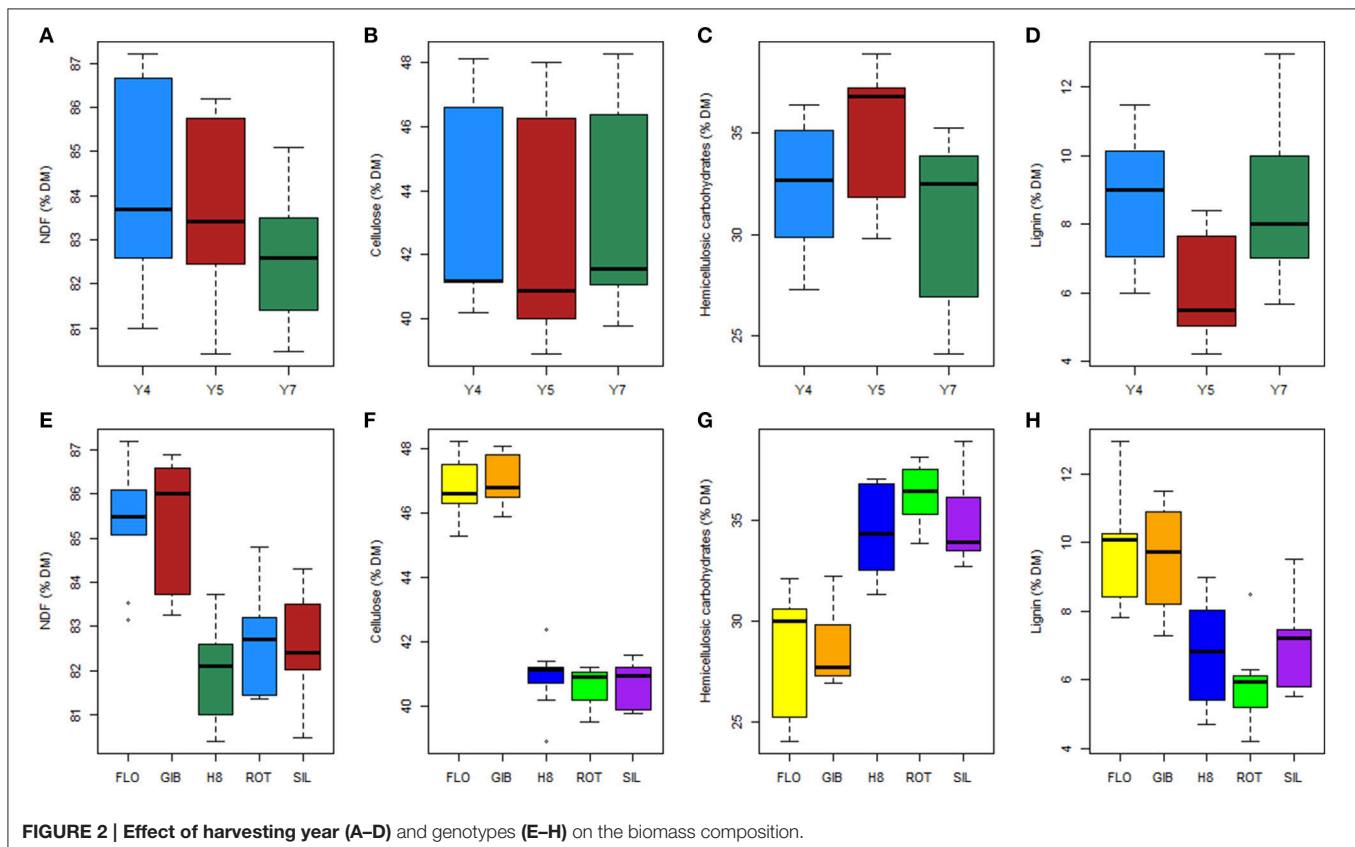 A
B
C
D
NDF (% DM)
87
86
85
84
83
82
81
Y4 Y5 Y7
Cellulose (% DM)
48
46
44
42
40
Y4 Y5 Y7
Hemicellulosic carbohydrates (% DM)
35
30
25
Y4 Y5 Y7
Lignin (% DM)
12
10
8
6
4
Y4 Y5 Y7
E
F
G
H
NDF (% DM)
87
86
85
84
83
82
81
FLO GIB H8 ROT SIL
Cellulose (% DM)
48
46
44
42
40
FLO GIB H8 ROT SIL
Hemicellulosic carbohydrates (% DM)
35
30
25
FLO GIB H8 ROT SIL
Lignin (% DM)
12
10
8
6
4
FLO GIB H8 ROT SIL
FIGURE 2 | Effect of harvesting year (A–D) and genotypes (E–H) on the biomass composition.